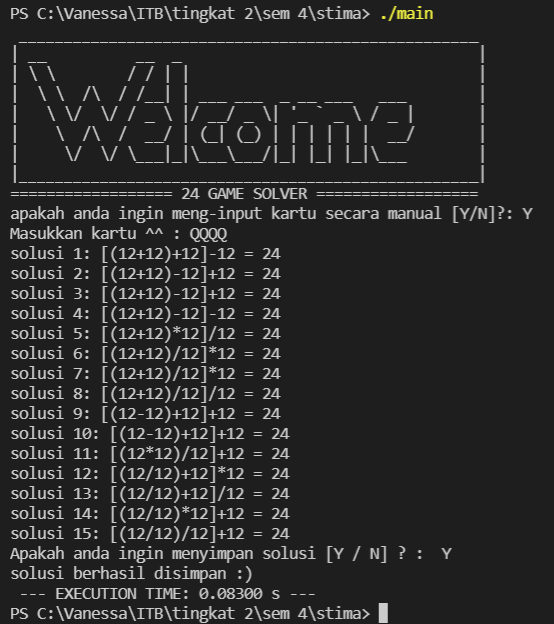 PS C:\Vanessa\ITB\tingkat 2\sem 4\stima> ./main
Welcome
================== 24 GAME SOLVER ==================
apakah anda ingin meng-input kartu secara manual [Y/N]?: Y
Masukkan kartu ^^ : QQQQ
solusi 1: [(12+12)+12]-12 = 24
solusi 2: [(12+12)-12]+12 = 24
solusi 3: [(12+12)-12]+12 = 24
solusi 4: [(12+12)-12]-12 = 24
solusi 5: [(12+12)*12]/12 = 24
solusi 6: [(12+12)/12]*12 = 24
solusi 7: [(12+12)/12]*12 = 24
solusi 8: [(12+12)/12]/12 = 24
solusi 9: [(12-12)+12]+12 = 24
solusi 10: [(12-12)+12]+12 = 24
solusi 11: [(12*12)/12]+12 = 24
solusi 12: [(12/12)+12]*12 = 24
solusi 13: [(12/12)+12]/12 = 24
solusi 14: [(12/12)*12]+12 = 24
solusi 15: [(12/12)/12]+12 = 24
Apakah anda ingin menyimpan solusi [Y / N] ? :  Y
solusi berhasil disimpan :)
 --- EXECUTION TIME: 0.08300 s ---
PS C:\Vanessa\ITB\tingkat 2\sem 4\stima>